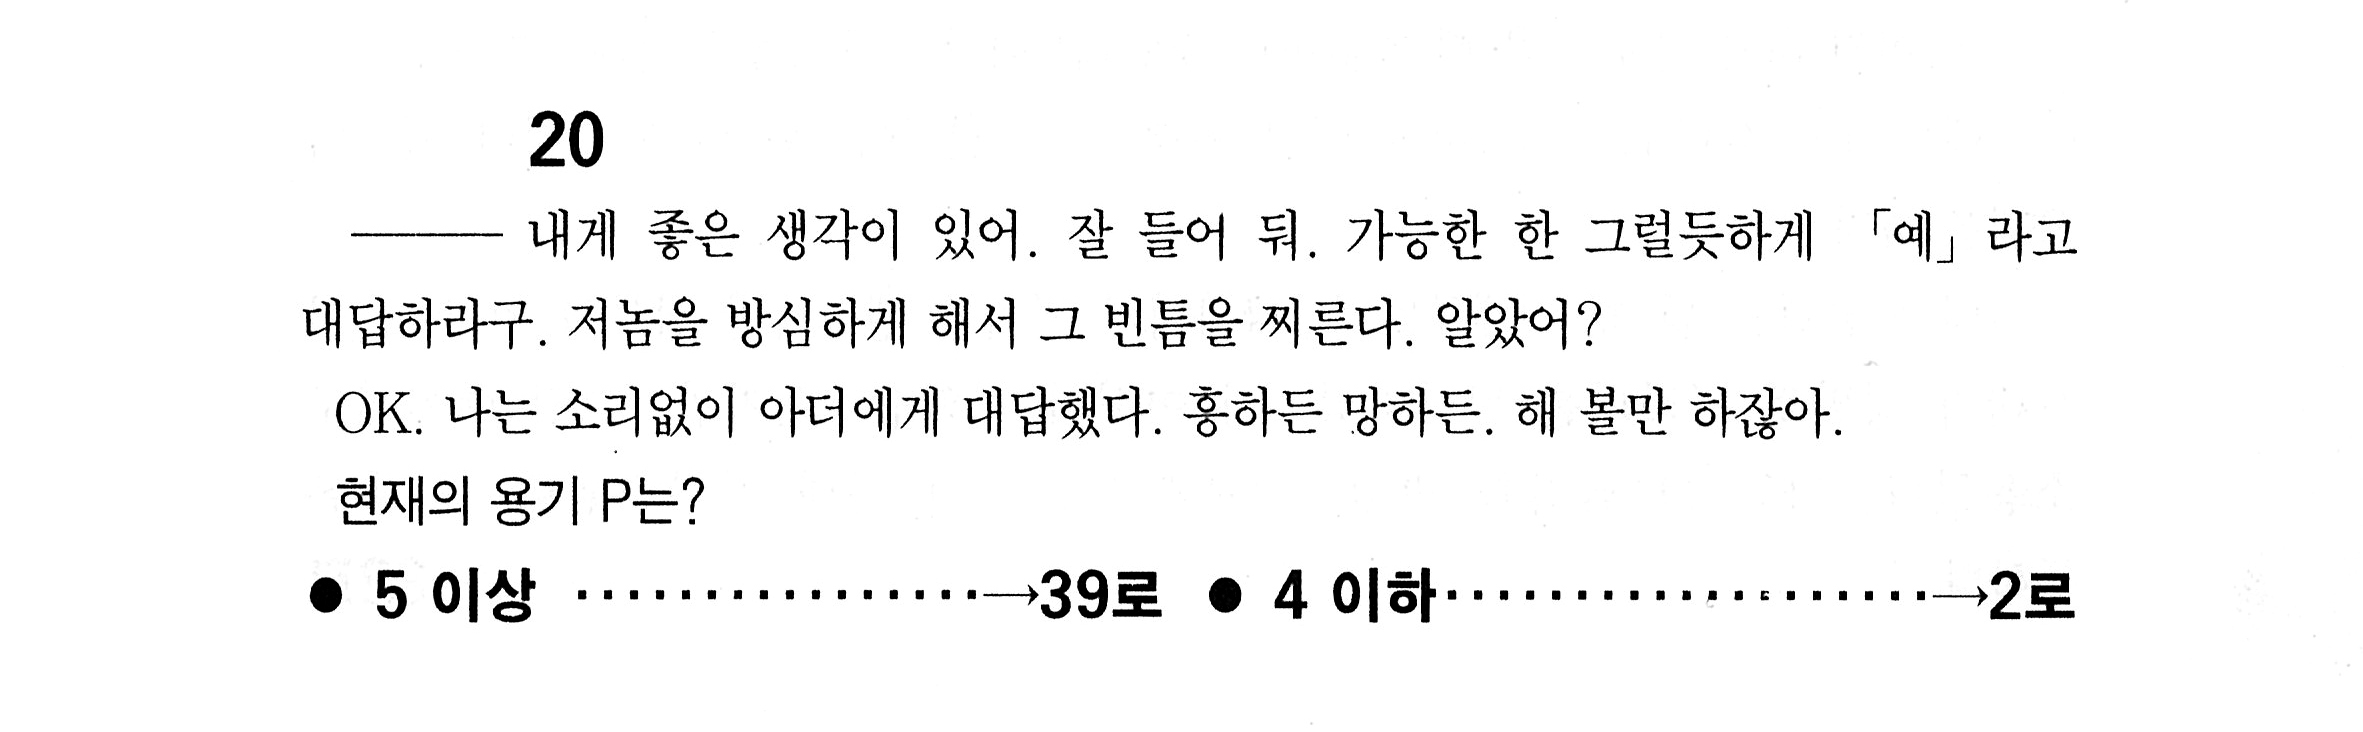 20
——— 내게 좋은 생각이 있어. 잘 들어 둬. 가능한 한 그럴듯하게 「예」라고
대답하라구. 저놈을 방심하게 해서 그 빈틈을 찌른다. 알았어?
OK. 나는 소리없이 아더에게 대답했다. 흥하든 망하든. 해 볼만 하잖아.
현재의 용기 P는?
● 5 이상 ················→39로 ● 4 이하···················→2로